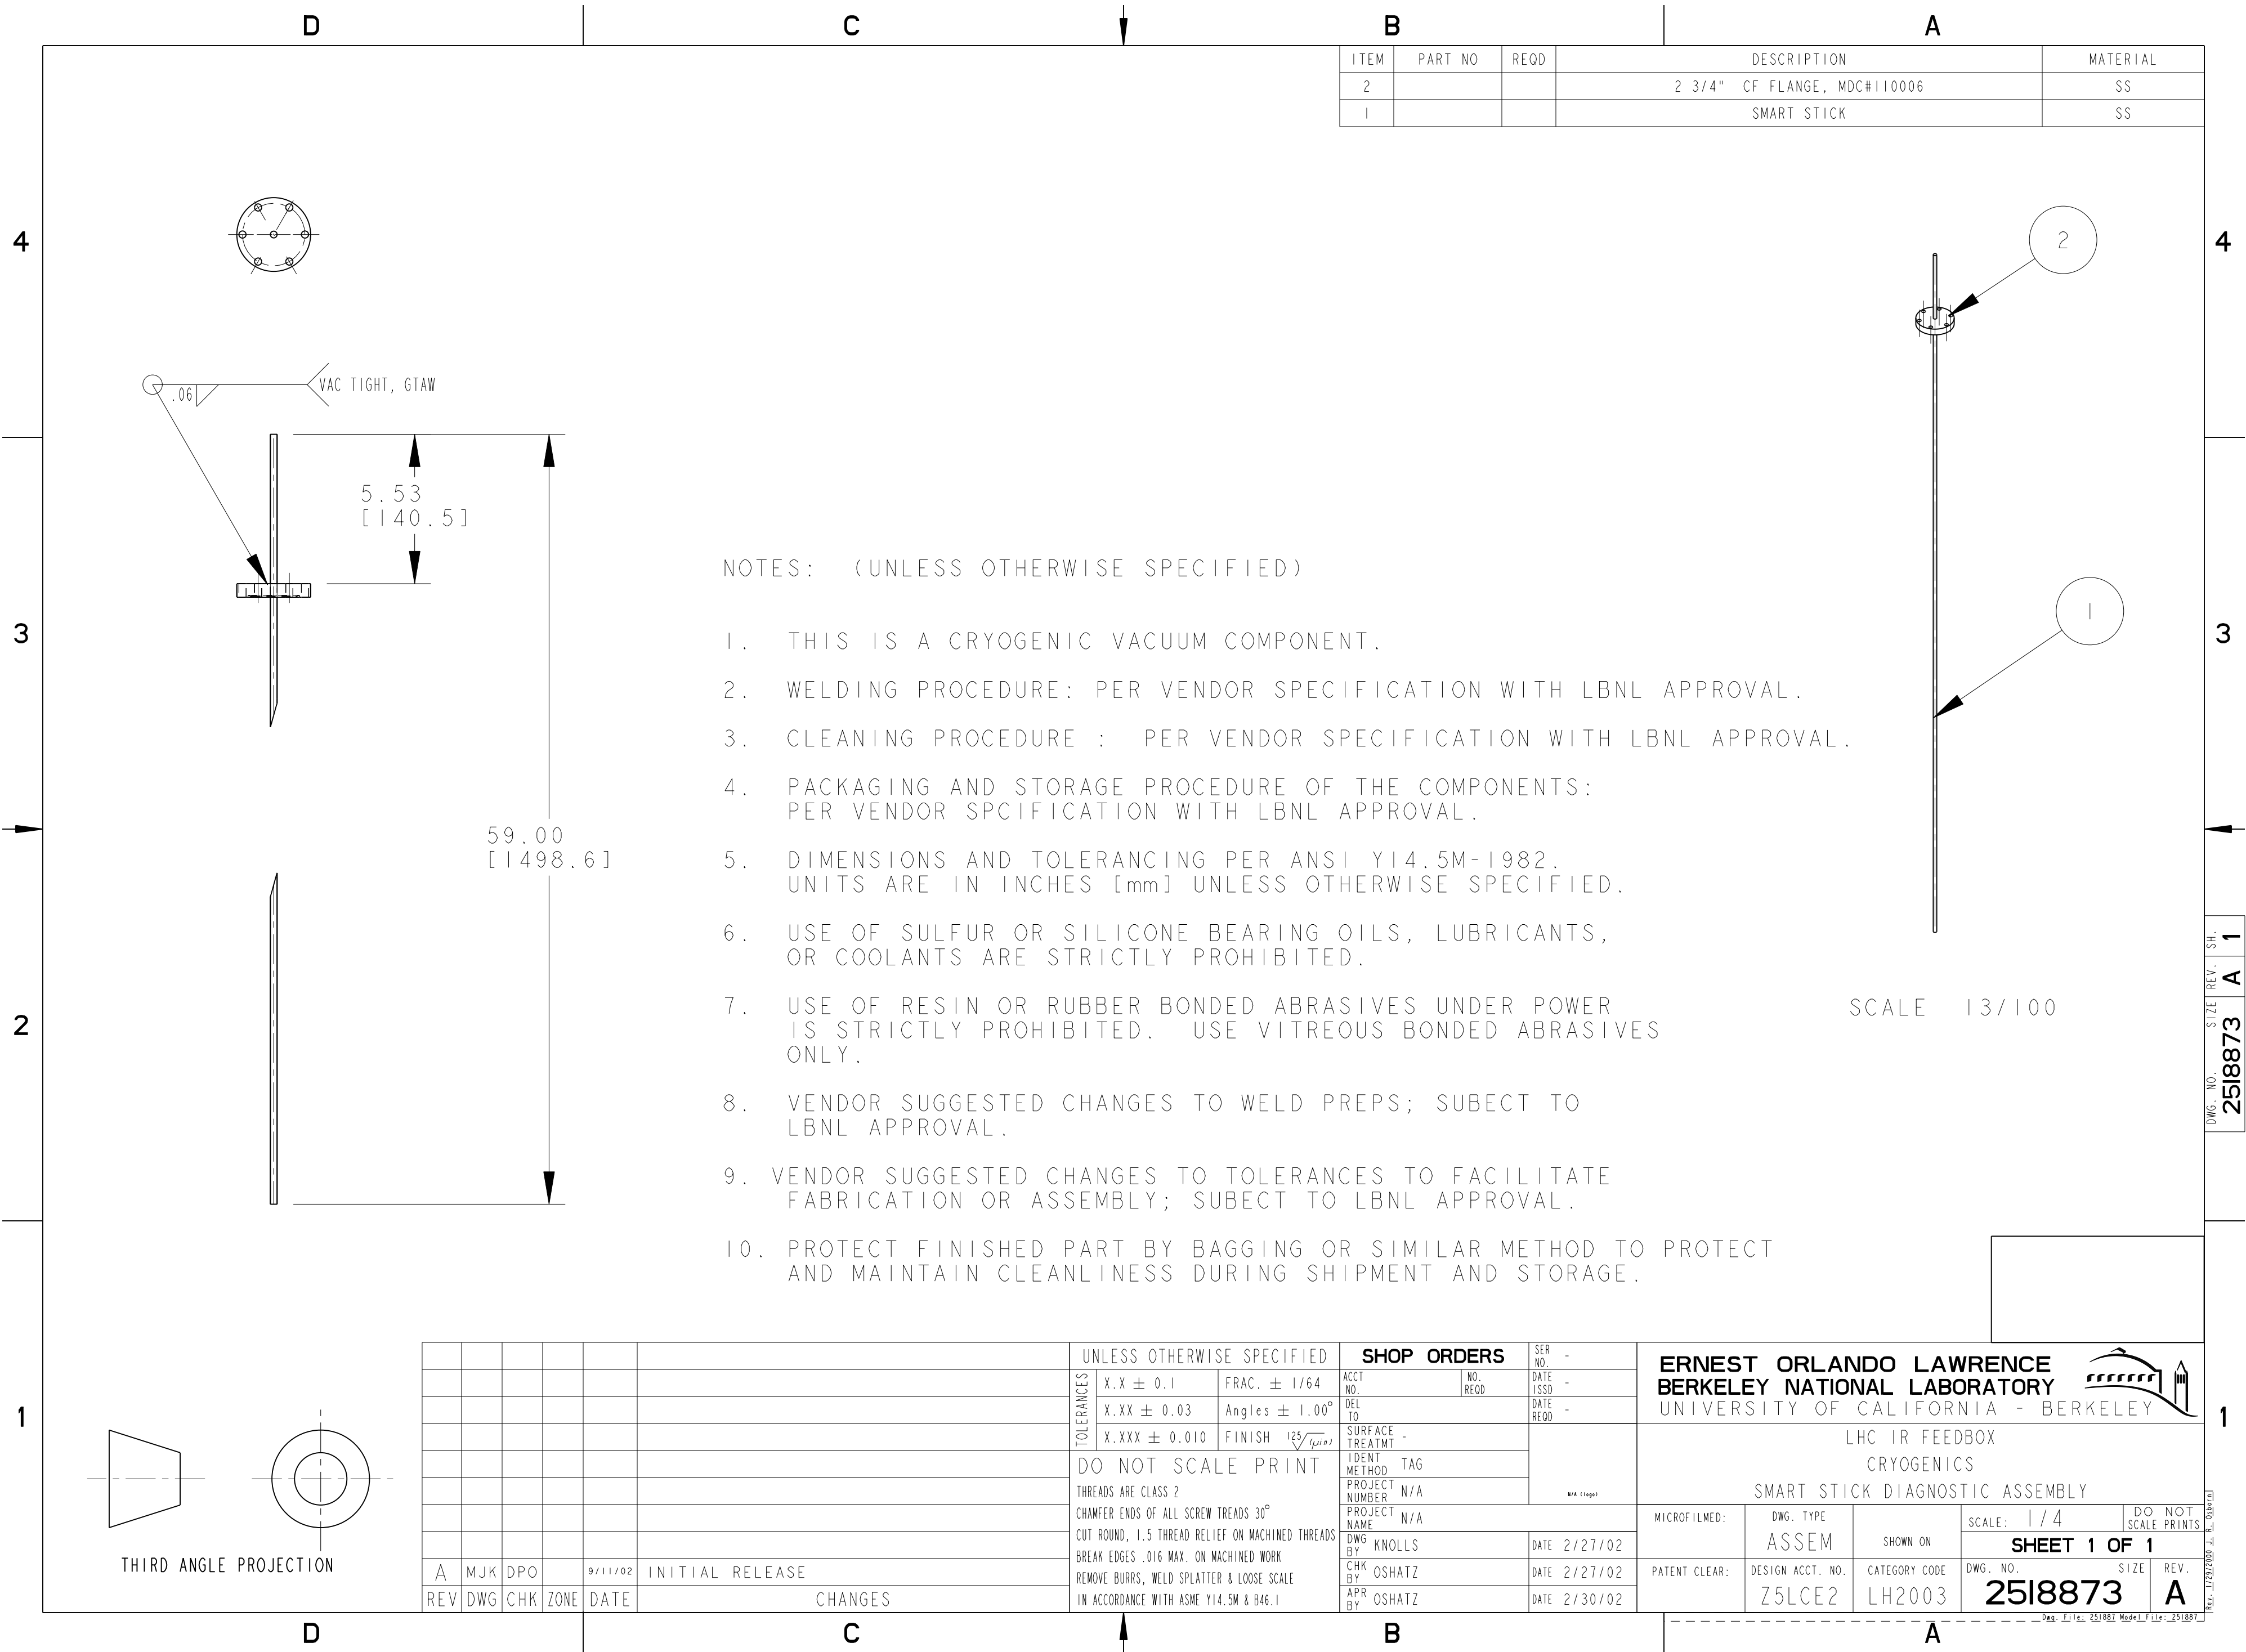 D
C
B
A
ITEM PART NO REQD DESCRIPTION MATERIAL
2 2 3/4" CF FLANGE, MDC#110006 SS
1 SMART STICK SS
4
4
2
.06
VAC TIGHT, GTAW
5.53
[140.5]
3
3
1
59.00
[1498.6]
NOTES: (UNLESS OTHERWISE SPECIFIED)
1. THIS IS A CRYOGENIC VACUUM COMPONENT.
2. WELDING PROCEDURE: PER VENDOR SPECIFICATION WITH LBNL APPROVAL.
3. CLEANING PROCEDURE : PER VENDOR SPECIFICATION WITH LBNL APPROVAL.
4. PACKAGING AND STORAGE PROCEDURE OF THE COMPONENTS:
PER VENDOR SPCIFICATION WITH LBNL APPROVAL.
5. DIMENSIONS AND TOLERANCING PER ANSI Y14.5M-1982.
UNITS ARE IN INCHES [mm] UNLESS OTHERWISE SPECIFIED.
6. USE OF SULFUR OR SILICONE BEARING OILS, LUBRICANTS,
OR COOLANTS ARE STRICTLY PROHIBITED.
7. USE OF RESIN OR RUBBER BONDED ABRASIVES UNDER POWER
IS STRICTLY PROHIBITED. USE VITREOUS BONDED ABRASIVES
ONLY.
8. VENDOR SUGGESTED CHANGES TO WELD PREPS; SUBECT TO
LBNL APPROVAL.
9. VENDOR SUGGESTED CHANGES TO TOLERANCES TO FACILITATE
FABRICATION OR ASSEMBLY; SUBECT TO LBNL APPROVAL.
10. PROTECT FINISHED PART BY BAGGING OR SIMILAR METHOD TO PROTECT
AND MAINTAIN CLEANLINESS DURING SHIPMENT AND STORAGE.
SCALE 13/100
2
DWG. NO. 2518873 SIZE REV. A SH. 1
1
1
THIRD ANGLE PROJECTION
A MJK DPO 9/11/02 INITIAL RELEASE
REV DWG CHK ZONE DATE CHANGES
UNLESS OTHERWISE SPECIFIED
TOLERANCES
X.X ± 0.1 FRAC. ± 1/64
X.XX ± 0.03 Angles ± 1.00°
X.XXX ± 0.010 FINISH 125 (µin)
DO NOT SCALE PRINT
THREADS ARE CLASS 2
CHAMFER ENDS OF ALL SCREW TREADS 30°
CUT ROUND, 1.5 THREAD RELIEF ON MACHINED THREADS
BREAK EDGES .016 MAX. ON MACHINED WORK
REMOVE BURRS, WELD SPLATTER & LOOSE SCALE
IN ACCORDANCE WITH ASME Y14.5M & B46.1
SHOP ORDERS SER NO. -
ACCT NO. NO. REQD DATE ISSD -
DEL TO DATE REQD -
SURFACE TREATMT -
IDENT METHOD TAG
PROJECT NUMBER N/A
N/A (logo)
PROJECT NAME N/A
DWG BY KNOLLS DATE 2/27/02
CHK BY OSHATZ DATE 2/27/02
APR BY OSHATZ DATE 2/30/02
ERNEST ORLANDO LAWRENCE
BERKELEY NATIONAL LABORATORY
UNIVERSITY OF CALIFORNIA - BERKELEY
LHC IR FEEDBOX
CRYOGENICS
SMART STICK DIAGNOSTIC ASSEMBLY
MICROFILMED: DWG. TYPE ASSEM SHOWN ON SCALE: 1/4 DO NOT SCALE PRINTS
SHEET 1 OF 1
PATENT CLEAR: DESIGN ACCT. NO. Z5LCE2 CATEGORY CODE LH2003 DWG. NO. 2518873 SIZE REV. A
Dwg. File: 251887 Model File: 251887
Rev. 1/29/2000 J. R. Osborn
D
C
B
A